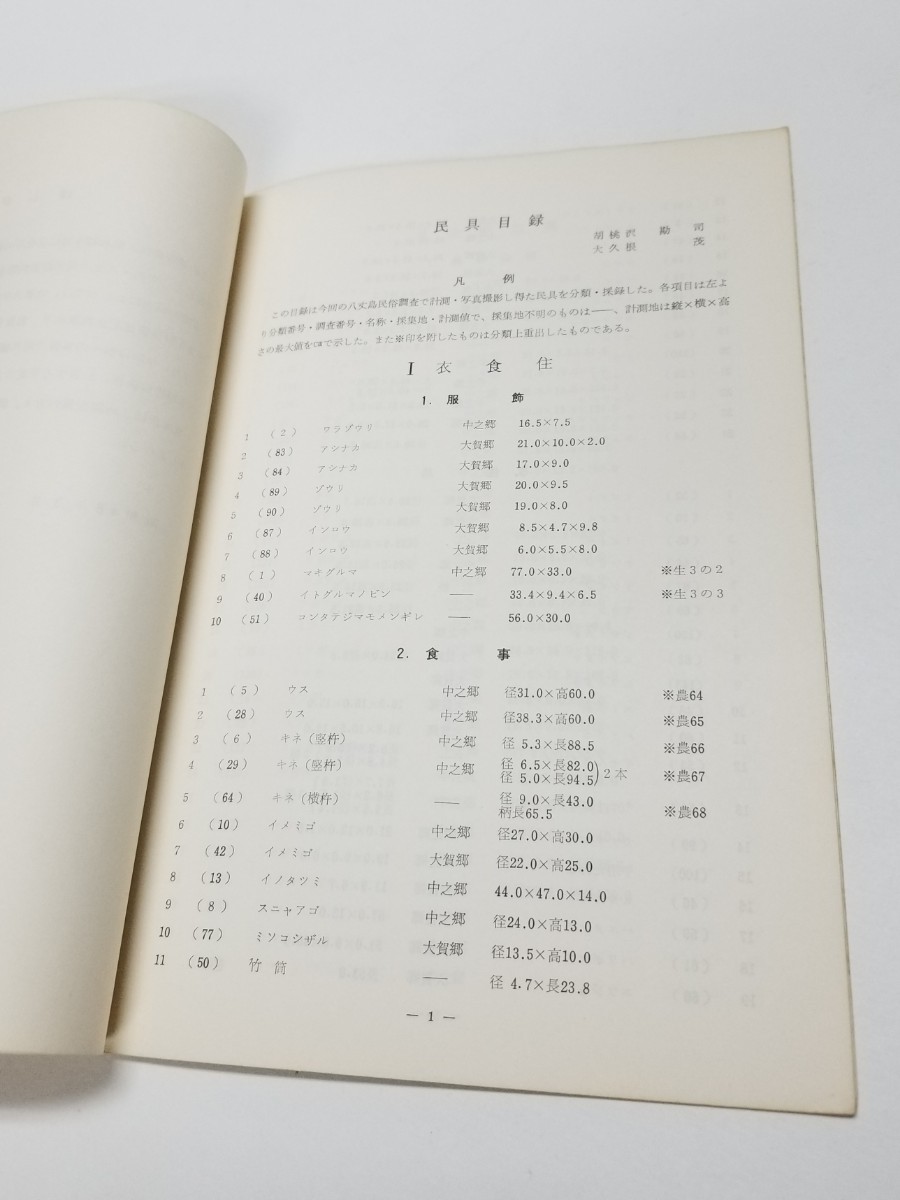 民具目録
胡桃沢 勘司
大久根 茂
凡例
この目録は今回の八丈島民俗調査で計測・写真撮影し得た民具を分類・採録した。各項目は左よ
り分類番号・調査番号・名称・採集地・計測値で、採集地不明のものは――、計測地は縦×横×高
さの最大値を㎝で示した。また※印を附したものは分類上重出したものである。
Ⅰ 衣食住
1. 服飾
1 (2) ワラゾウリ 中之郷 16.5×7.5
2 (83) アシナカ 大賀郷 21.0×10.0×2.0
3 (84) アシナカ 大賀郷 17.0×9.0
4 (89) ゾウリ 大賀郷 20.0×9.5
5 (90) ゾウリ 大賀郷 19.0×8.0
6 (87) インロウ 大賀郷 8.5×4.7×9.8
7 (88) インロウ 大賀郷 6.0×5.5×8.0
8 (1) マキグルマ 中之郷 77.0×33.0 ※生3の2
9 (40) イトグルマノビン ―― 33.4×9.4×6.5 ※生3の3
10 (51) コンタテジマモメンギレ ―― 56.0×30.0
2. 食事
1 (5) ウス 中之郷 径31.0×高60.0 ※農64
2 (28) ウス 中之郷 径38.3×高60.0 ※農65
3 (6) キネ(竪杵) 中之郷 径 5.3×長88.5 ※農66
4 (29) キネ(竪杵) 中之郷 径 6.5×長82.0
径 5.0×長94.5)2本 ※農67
5 (64) キネ(横杵) ―― 径 9.0×長43.0
柄長65.5 ※農68
6 (10) イメミゴ 中之郷 径27.0×高30.0
7 (42) イメミゴ 大賀郷 径22.0×高25.0
8 (13) イノタツミ 中之郷 44.0×47.0×14.0
9 (8) スニャアゴ 中之郷 径24.0×高13.0
10 (77) ミソコシザル 大賀郷 径13.5×高10.0
11 (50) 竹筒 ―― 径 4.7×長23.8
― 1 ―